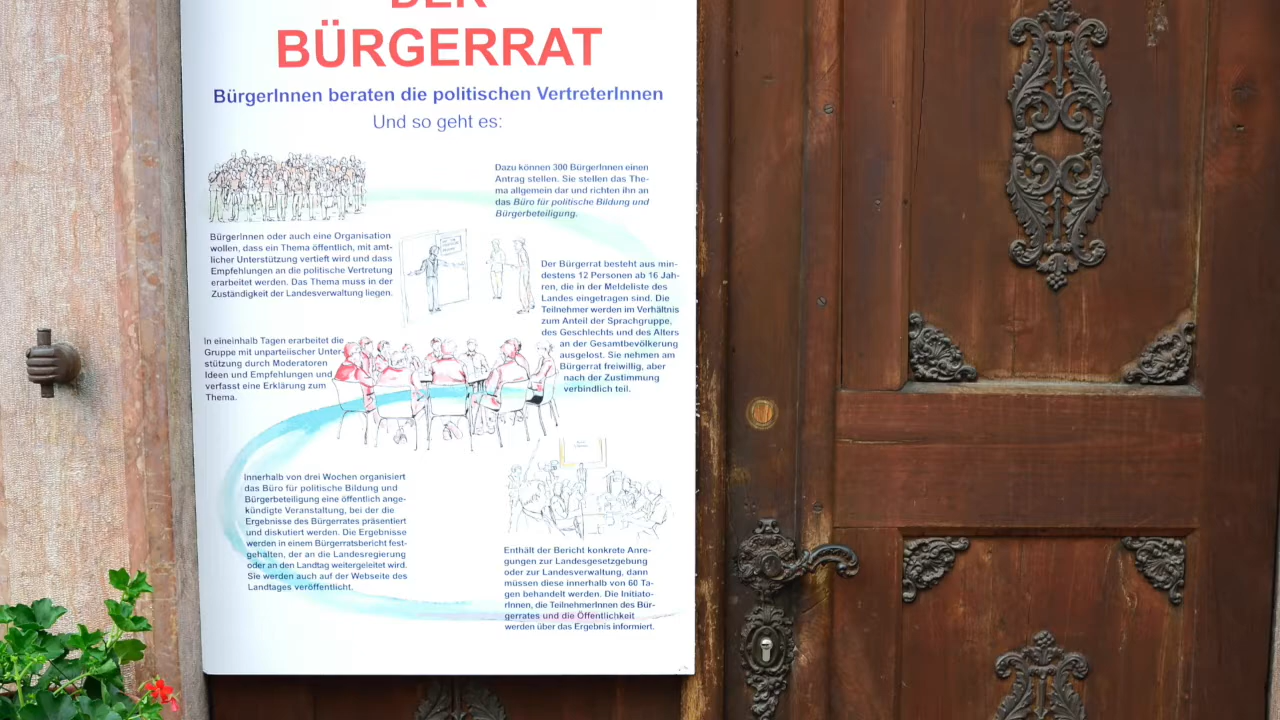 DER
BÜRGERRAT
BürgerInnen beraten die politischen VertreterInnen
Und so geht es:
BürgerInnen oder auch eine Organisation
wollen, dass ein Thema öffentlich, mit amt-
licher Unterstützung vertieft wird und dass
Empfehlungen an die politische Vertretung
erarbeitet werden. Das Thema muss in der
Zuständigkeit der Landesverwaltung liegen.
Dazu können 300 BürgerInnen einen
Antrag stellen. Sie stellen das The-
ma allgemein dar und richten ihn an
das Büro für politische Bildung und
Bürgerbeteiligung.
Der Bürgerrat besteht aus min-
destens 12 Personen ab 16 Jah-
ren, die in der Meldeliste des
Landes eingetragen sind. Die
Teilnehmer werden im Verhältnis
zum Anteil der Sprachgruppe,
des Geschlechts und des Alters
an der Gesamtbevölkerung
ausgelost. Sie nehmen am
Bürgerrat freiwillig, aber
nach der Zustimmung
verbindlich teil.
In eineinhalb Tagen erarbeitet die
Gruppe mit unparteiischer Unter-
stützung durch Moderatoren
Ideen und Empfehlungen und
verfasst eine Erklärung zum
Thema.
Innerhalb von drei Wochen organisiert
das Büro für politische Bildung und
Bürgerbeteiligung eine öffentlich ange-
kündigte Veranstaltung, bei der die
Ergebnisse des Bürgerrates präsentiert
und diskutiert werden. Die Ergebnisse
werden in einem Bürgerratsbericht fest-
gehalten, der an die Landesregierung
oder an den Landtag weitergeleitet wird.
Sie werden auch auf der Webseite des
Landtages veröffentlicht.
Enthält der Bericht konkrete Anre-
gungen zur Landesgesetzgebung
oder zur Landesverwaltung, dann
müssen diese innerhalb von 60 Ta-
gen behandelt werden. Die Initiato-
rInnen, die TeilnehmerInnen des Bür-
gerrates und die Öffentlichkeit
werden über das Ergebnis informiert.